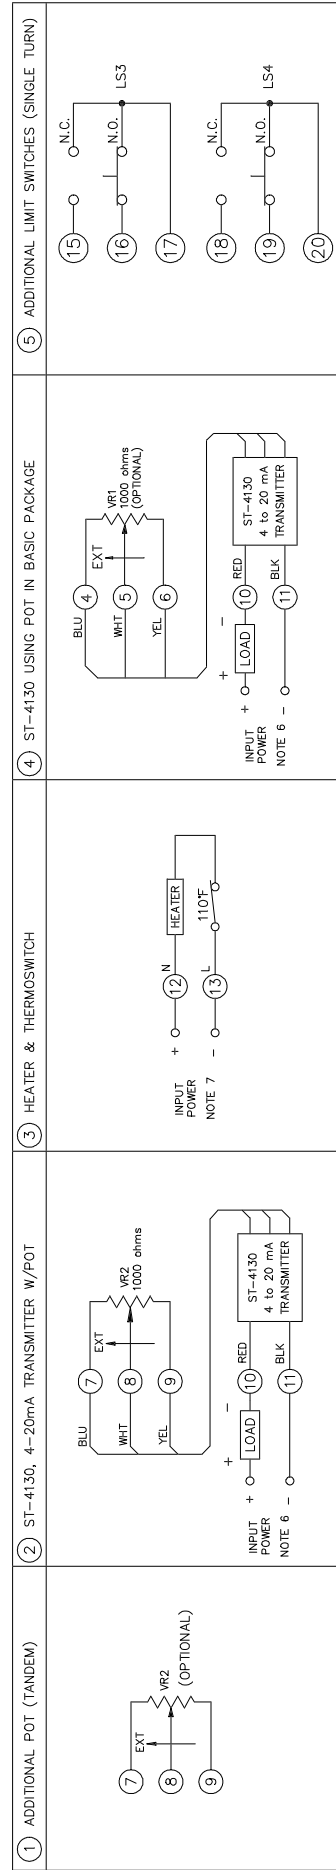 1 ADDITIONAL POT (TANDEM)
7
8
9
EXT
VR2
(OPTIONAL)
2 ST-4130, 4-20mA TRANSMITTER W/POT
BLU
WHT
YEL
7
8
9
EXT
VR2
1000 ohms
INPUT
POWER
NOTE 6
+
-
+
LOAD
-
10
11
RED
BLK
ST-4130
4 to 20 mA
TRANSMITTER
3 HEATER & THERMOSWITCH
INPUT
POWER
NOTE 7
+
-
12
13
N
L
HEATER
110°F
4 ST-4130 USING POT IN BASIC PACKAGE
BLU
WHT
YEL
4
5
6
EXT
VR1
1000 ohms
(OPTIONAL)
INPUT
POWER
NOTE 6
+
-
+
LOAD
-
10
11
RED
BLK
ST-4130
4 to 20 mA
TRANSMITTER
5 ADDITIONAL LIMIT SWITCHES (SINGLE TURN)
15
16
17
N.C.
N.O.
LS3
18
19
20
N.C.
N.O.
LS4